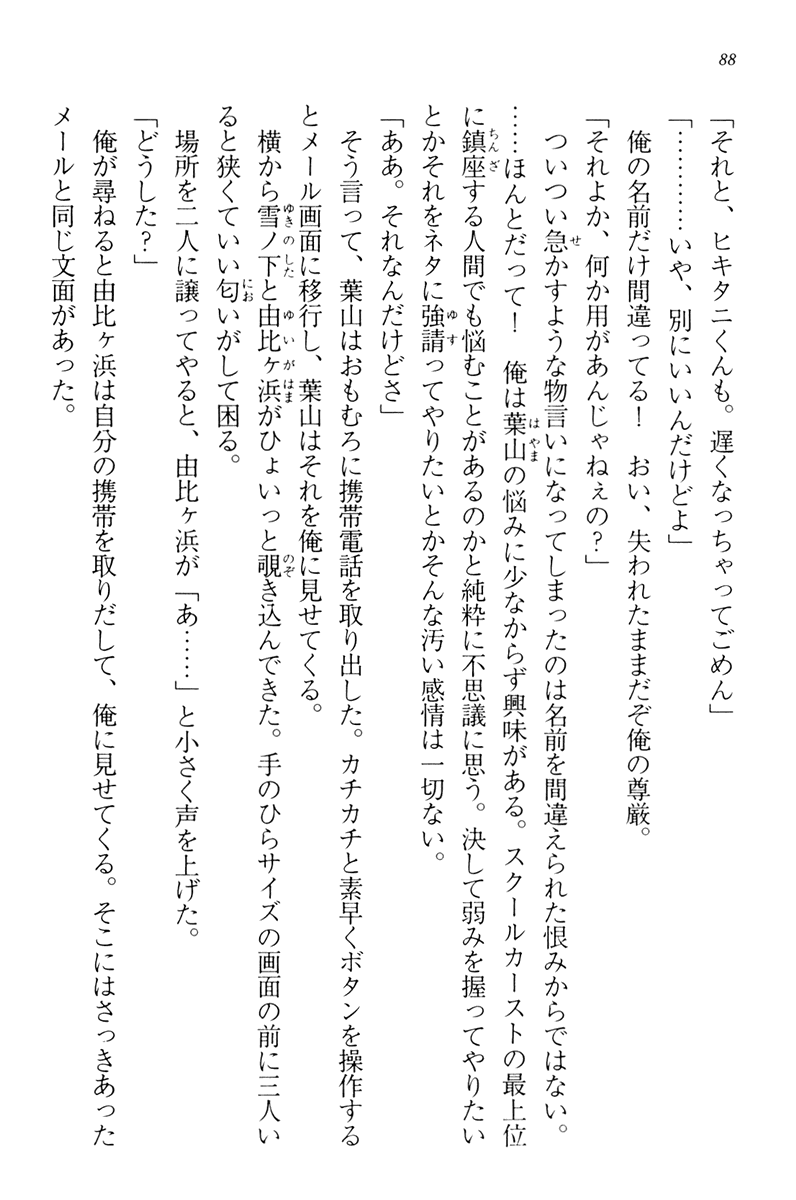 88
「それと、ヒキタニくんも。遅くなっちゃってごめん」
「…………いや、別にいいんだけどよ」
俺の名前だけ間違ってる！　おい、失われたままだぞ俺の尊厳。
「それよか、何か用があんじゃねぇの？」
ついつい急かすような物言いになってしまったのは名前を間違えられた恨みからではない。
……ほんとだって！　俺は葉山の悩みに少なからず興味がある。スクールカーストの最上位
に鎮座する人間でも悩むことがあるのかと純粋に不思議に思う。決して弱みを握ってやりたい
とかそれをネタに強請ってやりたいとかそんな汚い感情は一切ない。
「ああ。それなんだけどさ」
そう言って、葉山はおもむろに携帯電話を取り出した。カチカチと素早くボタンを操作する
とメール画面に移行し、葉山はそれを俺に見せてくる。
横から雪ノ下と由比ヶ浜がひょいっと覗き込んできた。手のひらサイズの画面の前に三人い
ると狭くていい匂いがして困る。
場所を二人に譲ってやると、由比ヶ浜が「あ……」と小さく声を上げた。
「どうした？」
俺が尋ねると由比ヶ浜は自分の携帯を取りだして、俺に見せてくる。そこにはさっきあった
メールと同じ文面があった。